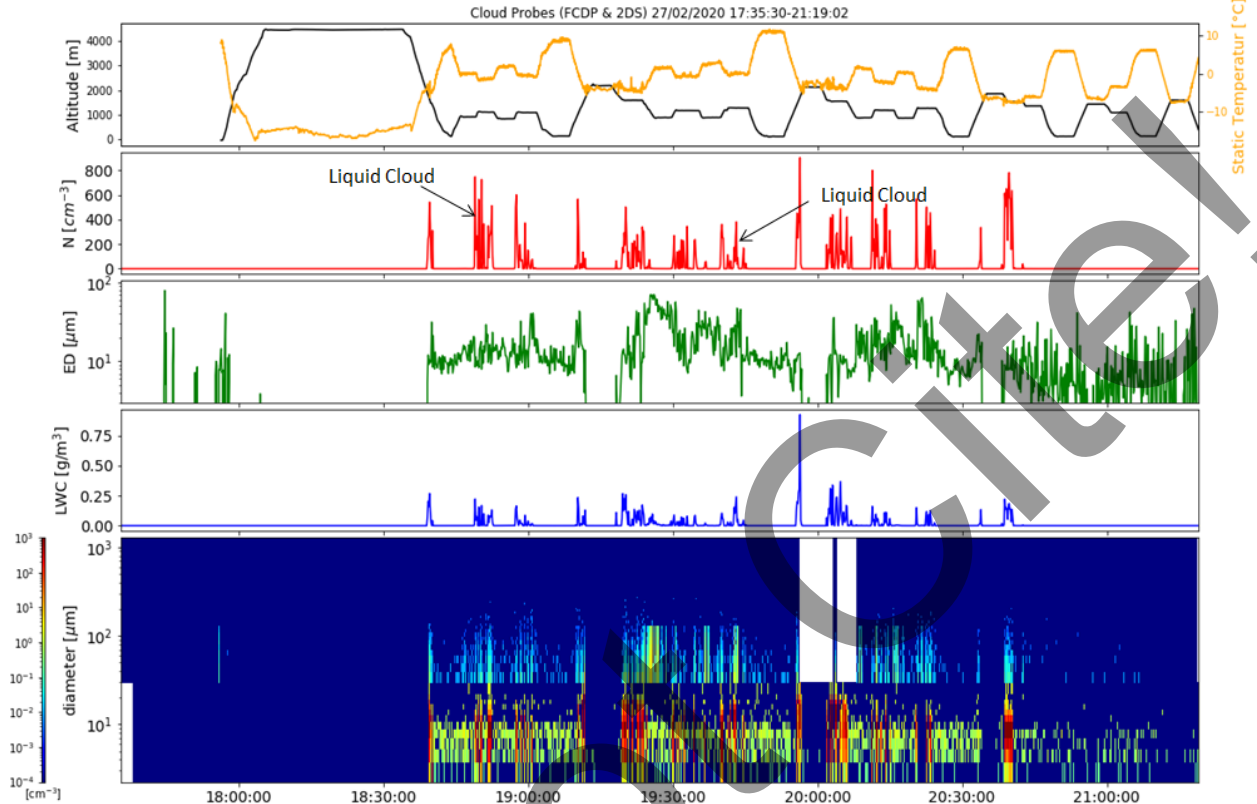 Cloud Probes (FCDP & 2DS) 27/02/2020 17:35:30-21:19:02
Altitude [m]
4000
3000
2000
1000
0
10
0
−10
Static Temperatur [°C]
N [cm⁻³]
800
600
400
200
0
Liquid Cloud
Liquid Cloud
ED [μm]
10²
10¹
LWC [g/m³]
0.75
0.50
0.25
0.00
10³
10²
10¹
10⁰
10⁻¹
10⁻²
10⁻³
10⁻⁴
[cm⁻³]
diameter [μm]
10³
10²
10¹
18:00:00 18:30:00 19:00:00 19:30:00 20:00:00 20:30:00 21:00:00
Cite!